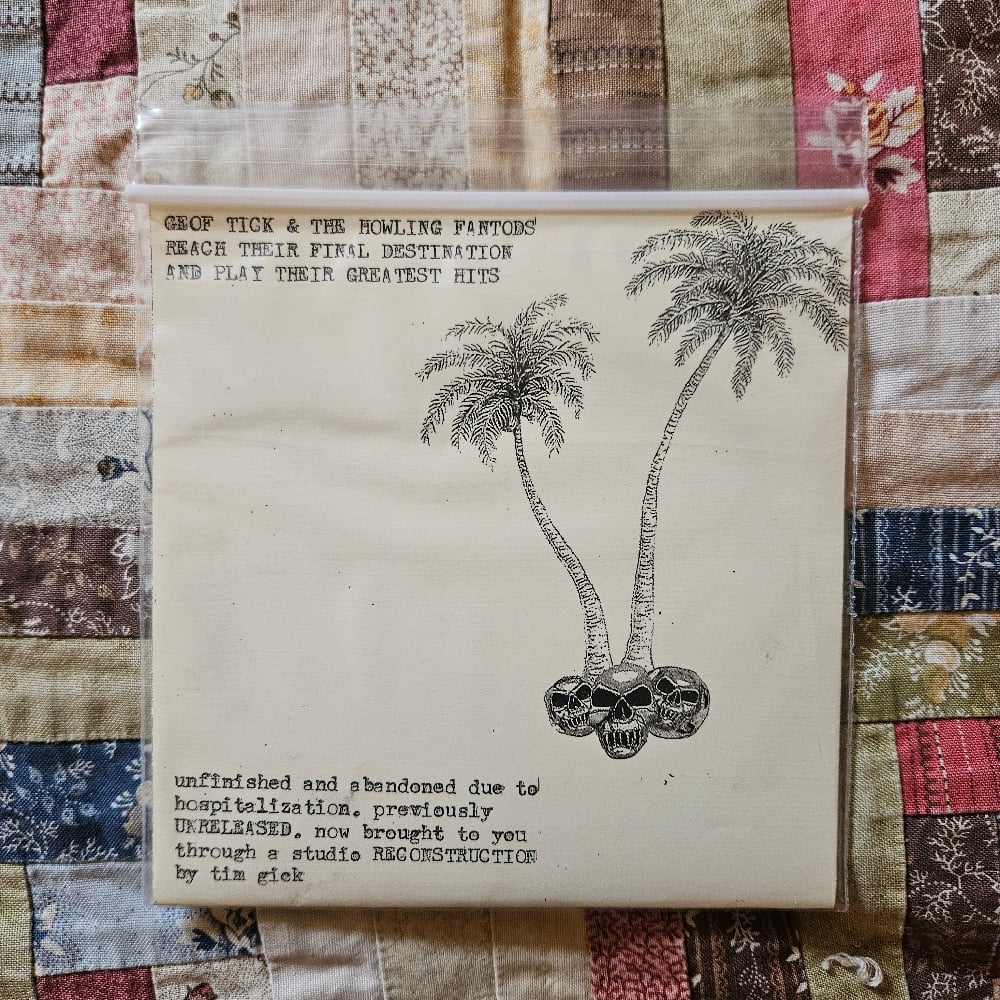 GEOF TICK & THE HOWLING FANTODS
REACH THEIR FINAL DESTINATION
AND PLAY THEIR GREATEST HITS
unfinished and abandoned due to
hospitalization. previously
UNRELEASED. now brought to you
through a studio RECONSTRUCTION
by tim gick